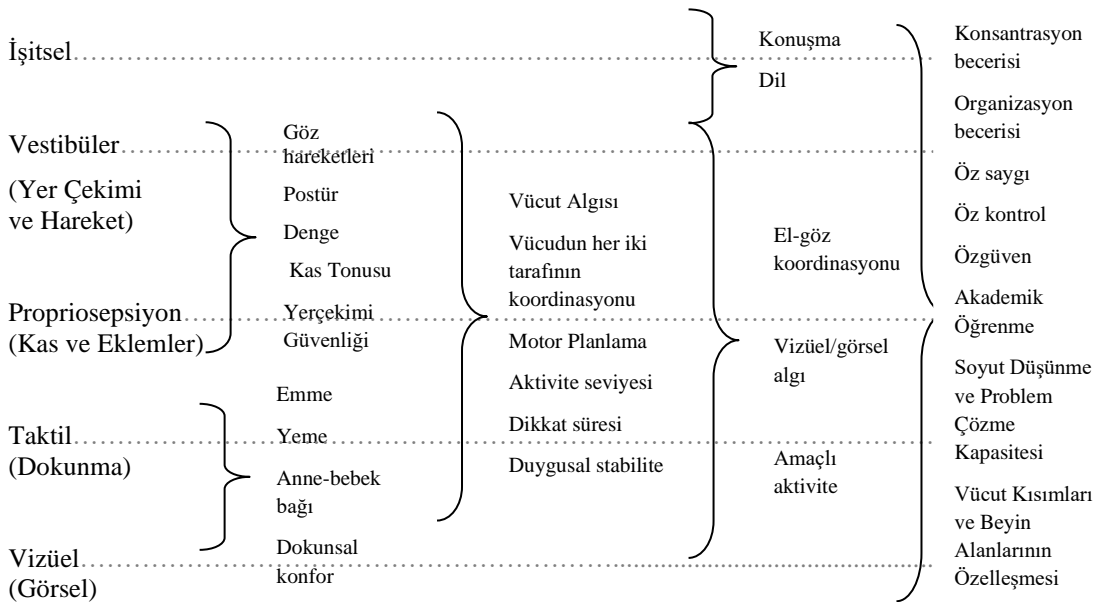 İşitsel
Vestibüler
(Yer Çekimi
ve Hareket)
Propriosepsiyon
(Kas ve Eklemler)
Taktil
(Dokunma)
Vizüel
(Görsel)
Göz
hareketleri
Postür
Denge
Kas Tonusu
Yerçekimi
Güvenliği
Emme
Yeme
Anne-bebek
bağı
Dokunsal
konfor
Vücut Algısı
Vücudun her iki
tarafının
koordinasyonu
Motor Planlama
Aktivite seviyesi
Dikkat süresi
Duygusal stabilite
Konuşma
Dil
El-göz
koordinasyonu
Vizüel/görsel
algı
Amaçlı
aktivite
Konsantrasyon
becerisi
Organizasyon
becerisi
Öz saygı
Öz kontrol
Özgüven
Akademik
Öğrenme
Soyut Düşünme
ve Problem
Çözme
Kapasitesi
Vücut Kısımları
ve Beyin
Alanlarının
Özelleşmesi